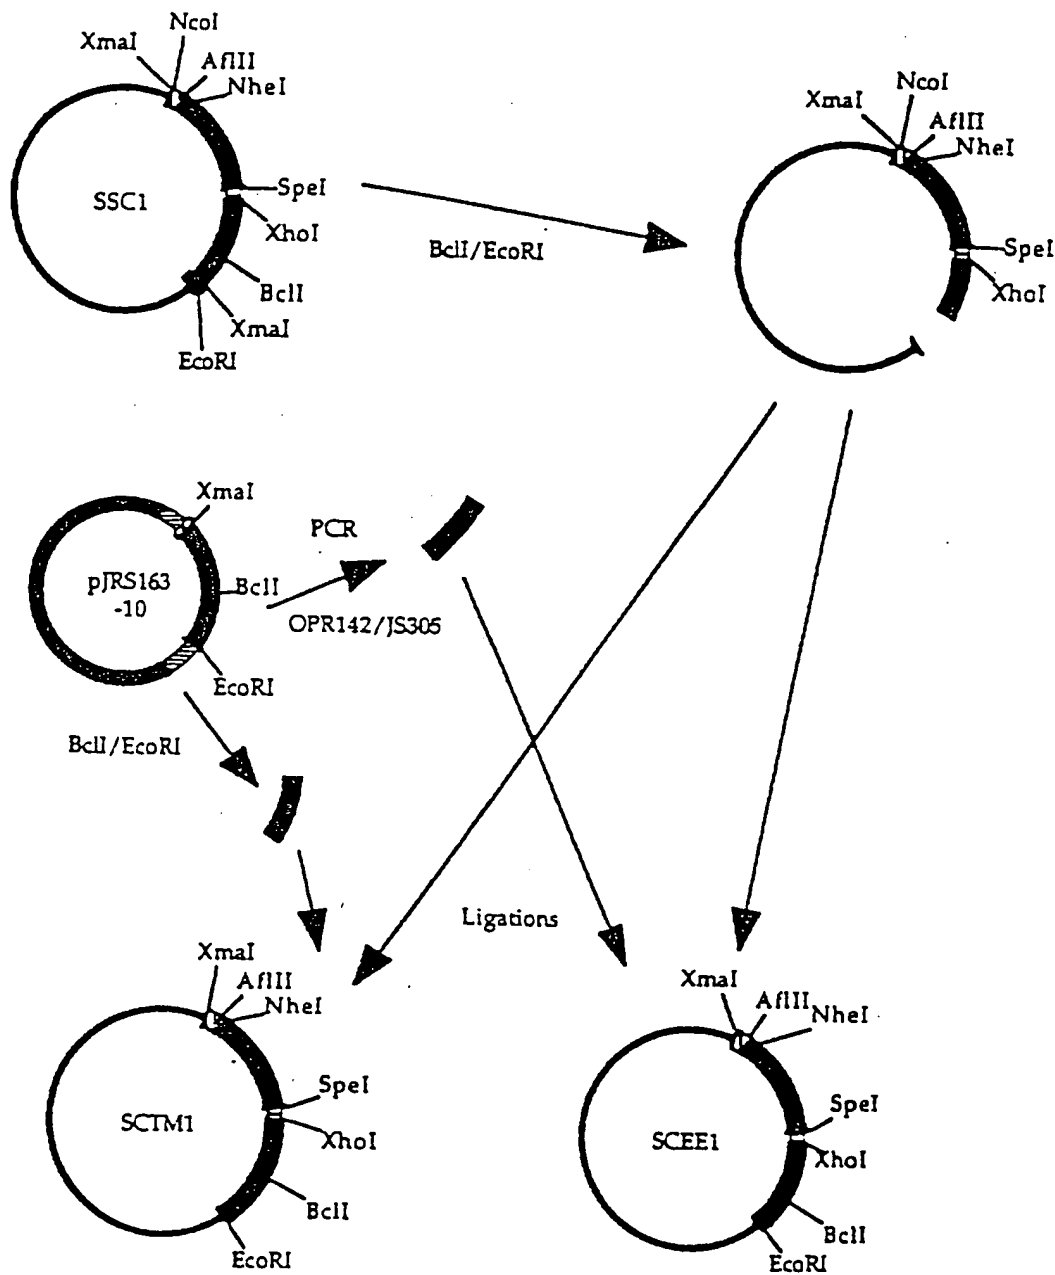 NcoI
XmaI
AflII
NheI
SSC1
SpeI
XhoI
BclI
XmaI
EcoRI
BclI/EcoRI
NcoI
XmaI
AflII
NheI
SpeI
XhoI
XmaI
pJRS163
-10
BclI
EcoRI
PCR
OPR142/JS305
BclI/EcoRI
Ligations
XmaI
AflII
NheI
SCTM1
SpeI
XhoI
BclI
EcoRI
XmaI
AflII
NheI
SCEE1
SpeI
XhoI
BclI
EcoRI